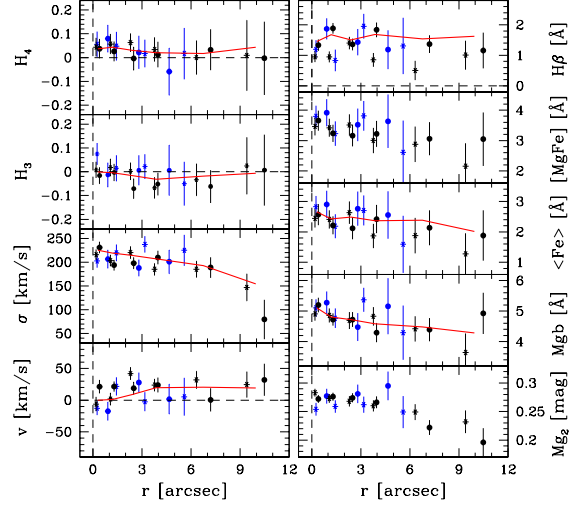 H₄
0.2
0.1
0
−0.1
−0.2
H₃
0.2
0.1
0
−0.1
−0.2
σ [km/s]
250
200
150
100
50
v [km/s]
50
0
−50
0 3 6 9 12
r [arcsec]
Hβ [Å]
2
1
0
[MgFe] [Å]
4
3
2
<Fe> [Å]
3
2
1
Mgb [Å]
6
5
4
Mg₂ [mag]
0.3
0.25
0.2
0 3 6 9 12
r [arcsec]